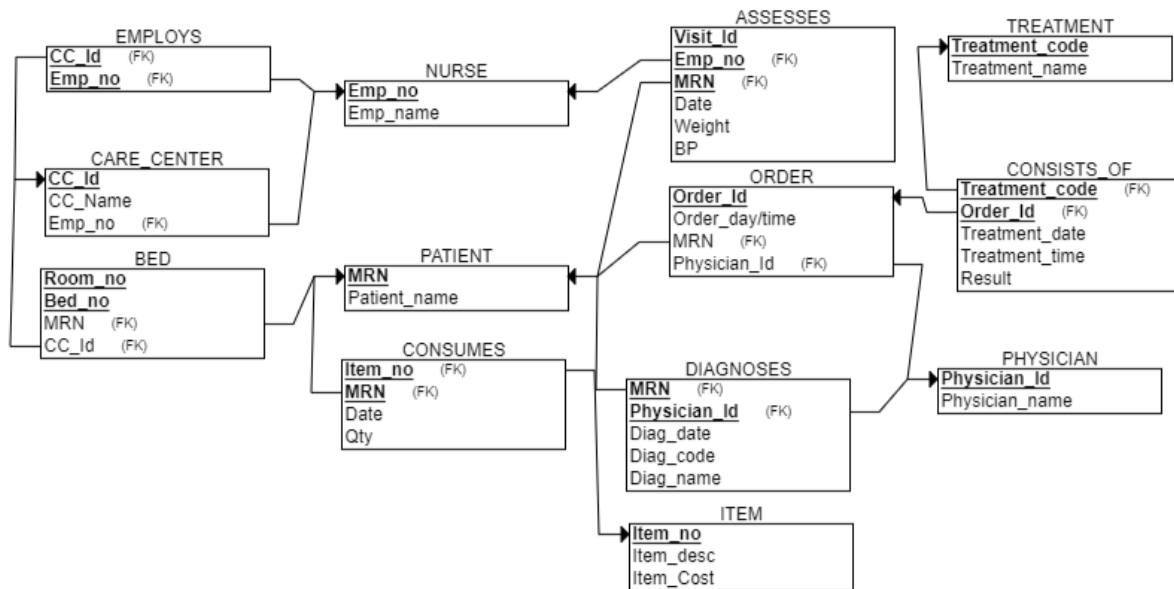 EMPLOYS
CC_Id (FK)
Emp_no (FK)
NURSE
Emp_no
Emp_name
ASSESSES
Visit_Id
Emp_no (FK)
MRN (FK)
Date
Weight
BP
TREATMENT
Treatment_code
Treatment_name
CARE_CENTER
CC_Id
CC_Name
Emp_no (FK)
ORDER
Order_Id
Order_day/time
MRN (FK)
Physician_Id (FK)
CONSISTS_OF
Treatment_code (FK)
Order_Id (FK)
Treatment_date
Treatment_time
Result
BED
Room_no
Bed_no
MRN (FK)
CC_Id (FK)
PATIENT
MRN
Patient_name
CONSUMES
Item_no (FK)
MRN (FK)
Date
Qty
DIAGNOSES
MRN (FK)
Physician_Id (FK)
Diag_date
Diag_code
Diag_name
PHYSICIAN
Physician_Id
Physician_name
ITEM
Item_no
Item_desc
Item_Cost